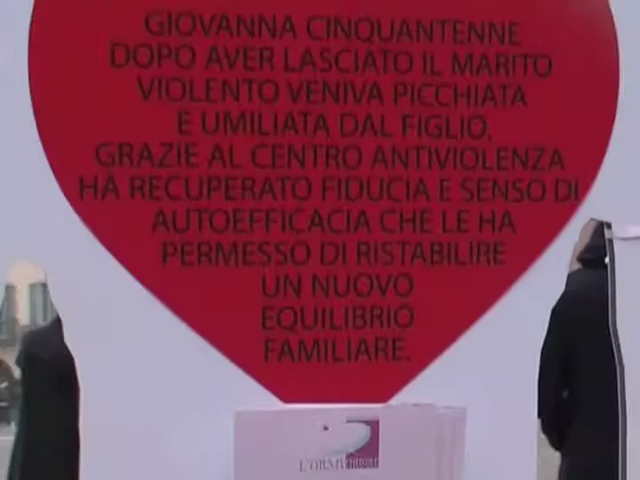 GIOVANNA CINQUANTENNE
DOPO AVER LASCIATO IL MARITO
VIOLENTO VENIVA PICCHIATA
E UMILIATA DAL FIGLIO.
GRAZIE AL CENTRO ANTIVIOLENZA
HA RECUPERATO FIDUCIA E SENSO DI
AUTOEFFICACIA CHE LE HA
PERMESSO DI RISTABILIRE
UN NUOVO
EQUILIBRIO
FAMILIARE.